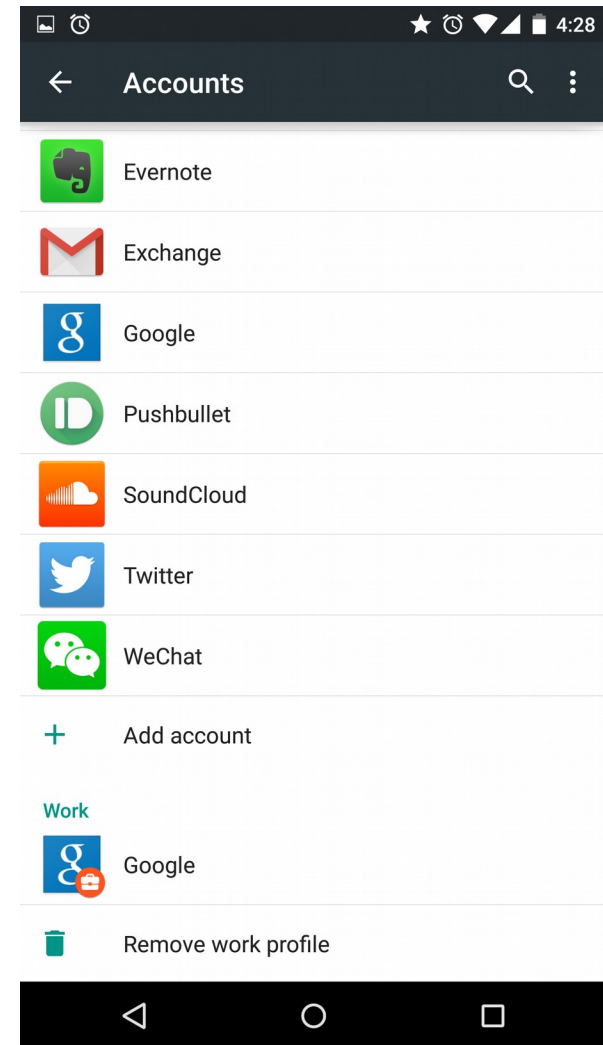 4:28
Accounts
Evernote
Exchange
g Google
Pushbullet
SoundCloud
Twitter
WeChat
+ Add account
Work
g Google
Remove work profile